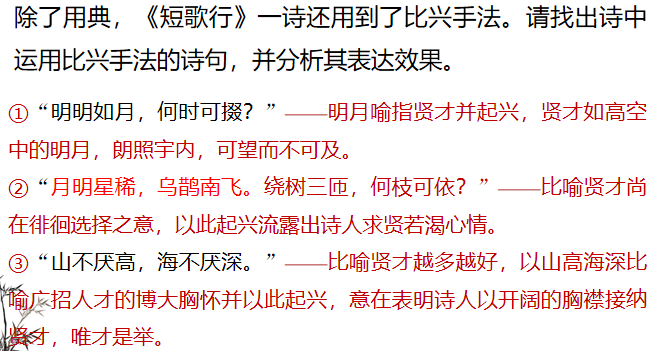 除了用典，《短歌行》一诗还用到了比兴手法。请找出诗中
运用比兴手法的诗句，并分析其表达效果。
①“明明如月，何时可掇？”——明月喻指贤才并起兴，贤才如高空
中的明月，朗照宇内，可望而不可及。
②“月明星稀，乌鹊南飞。绕树三匝，何枝可依？”——比喻贤才尚
在徘徊选择之意，以此起兴流露出诗人求贤若渴心情。
③“山不厌高，海不厌深。”——比喻贤才越多越好，以山高海深比
喻广招人才的博大胸怀并以此起兴，意在表明诗人以开阔的胸襟接纳
贤才，唯才是举。